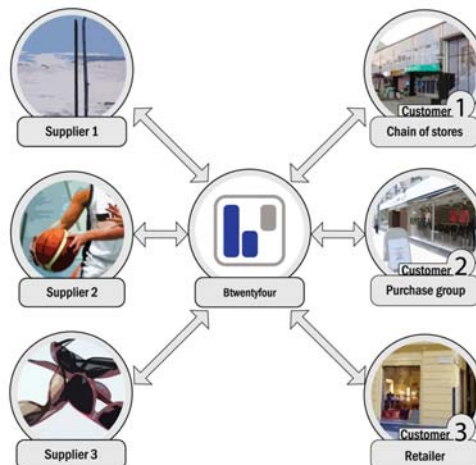 Customer 1
Supplier 1
Chain of stores
Customer 2
Supplier 2
Btwentyfour
Purchase group
Customer 3
Supplier 3
Retailer